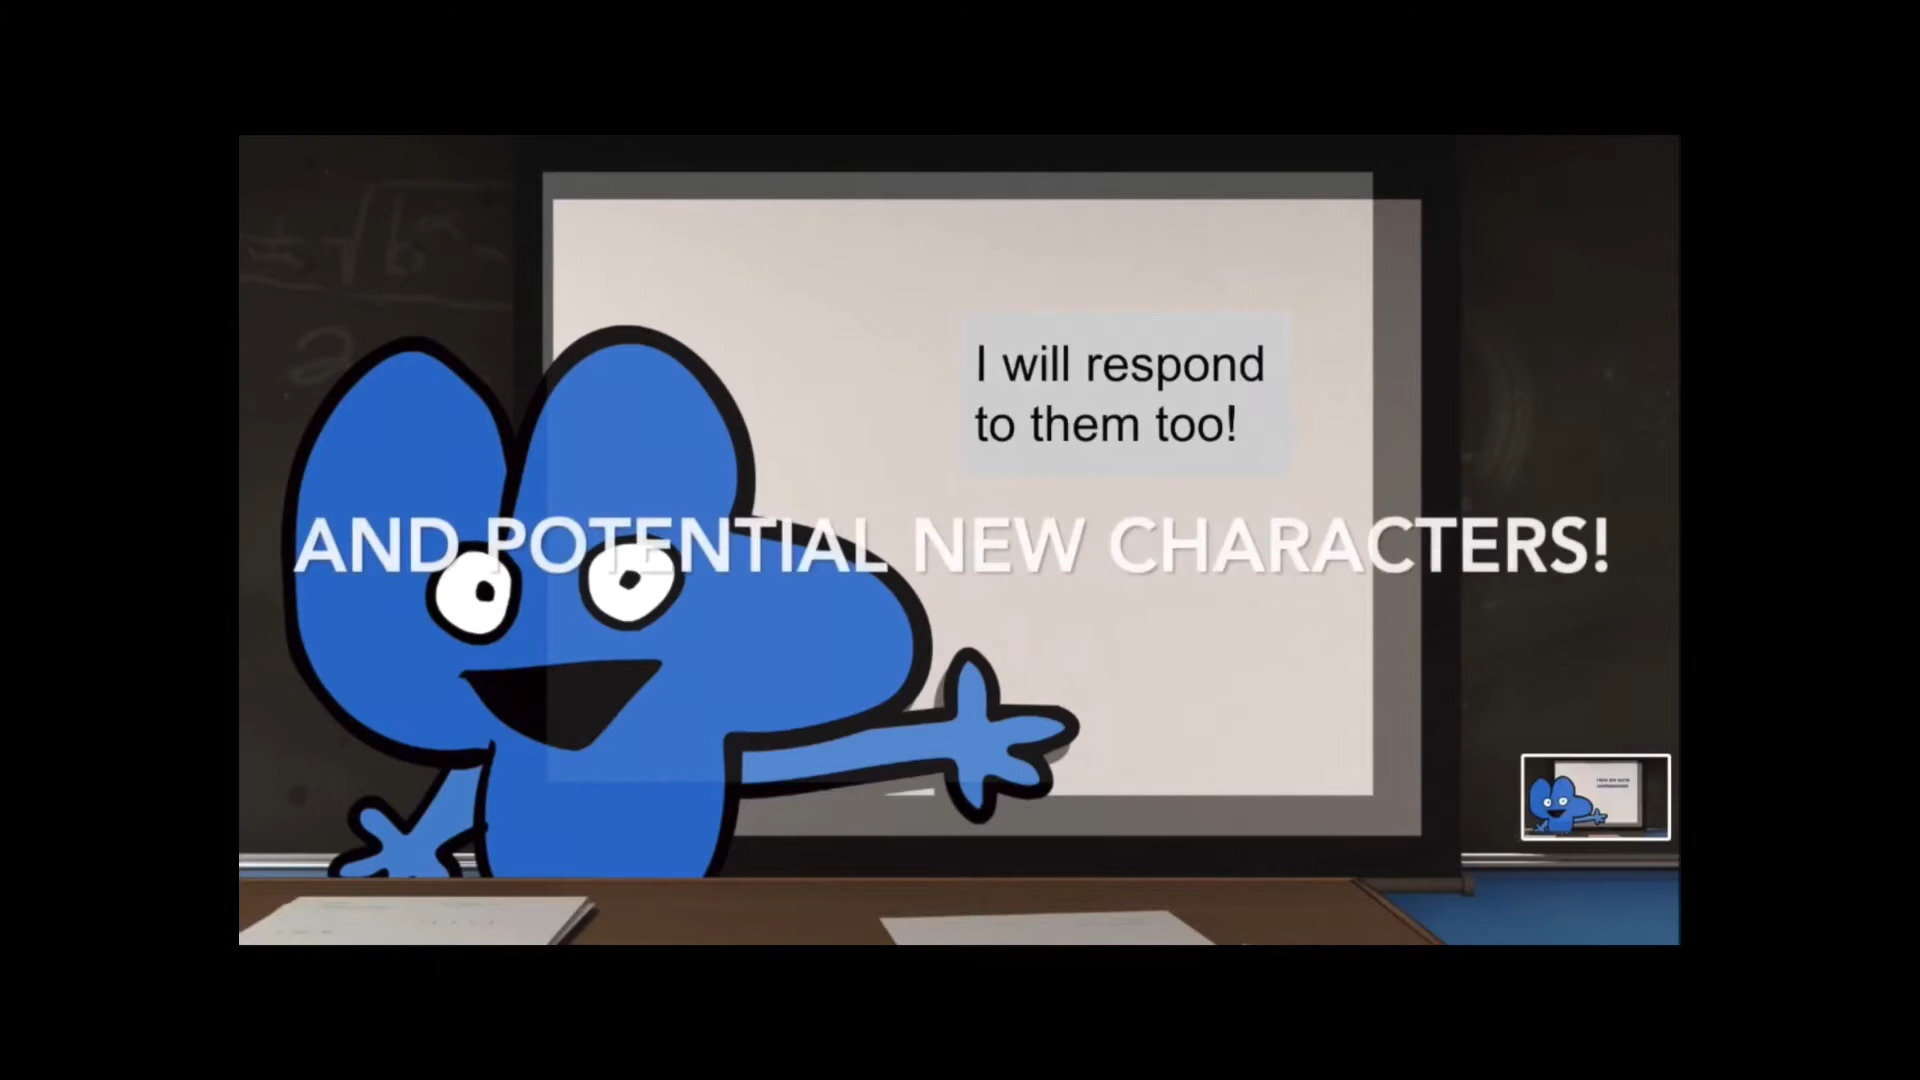 I will respond
to them too!
AND POTENTIAL NEW CHARACTERS!